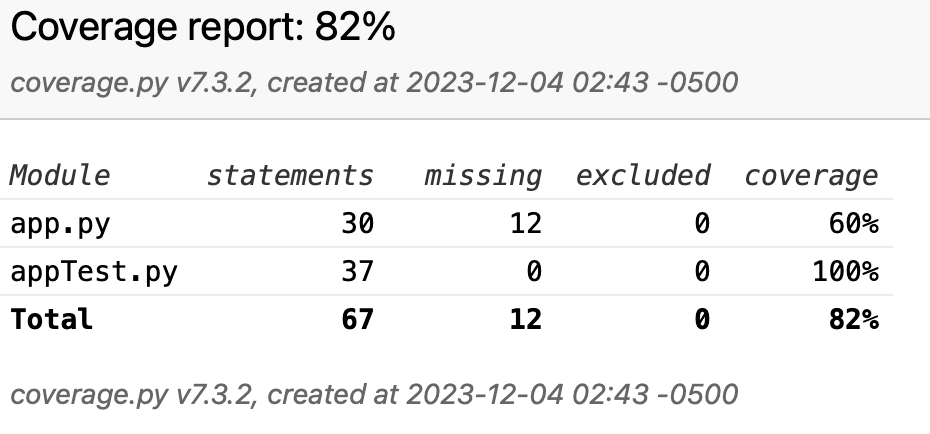 Coverage report: 82%
coverage.py v7.3.2, created at 2023-12-04 02:43 -0500
Module statements missing excluded coverage
app.py 30 12 0 60%
appTest.py 37 0 0 100%
Total 67 12 0 82%
coverage.py v7.3.2, created at 2023-12-04 02:43 -0500